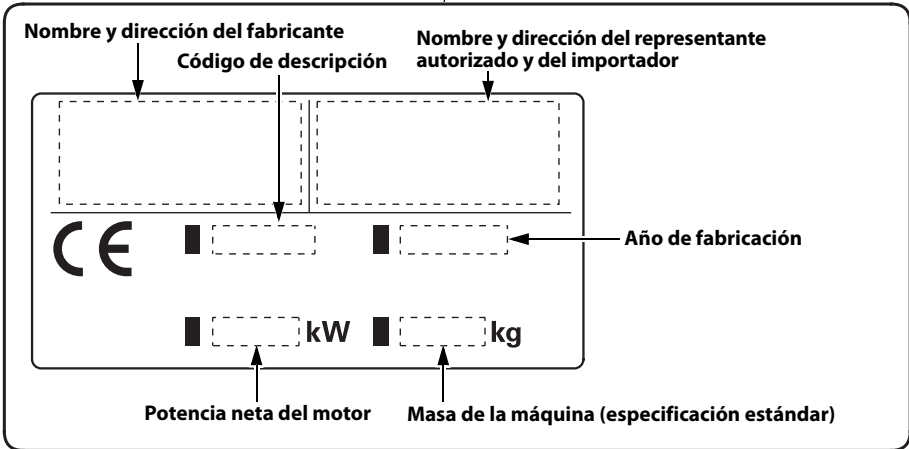 Nombre y dirección del fabricante
Código de descripción
Nombre y dirección del representante
autorizado y del importador
CE
Año de fabricación
kW
kg
Potencia neta del motor
Masa de la máquina (especificación estándar)